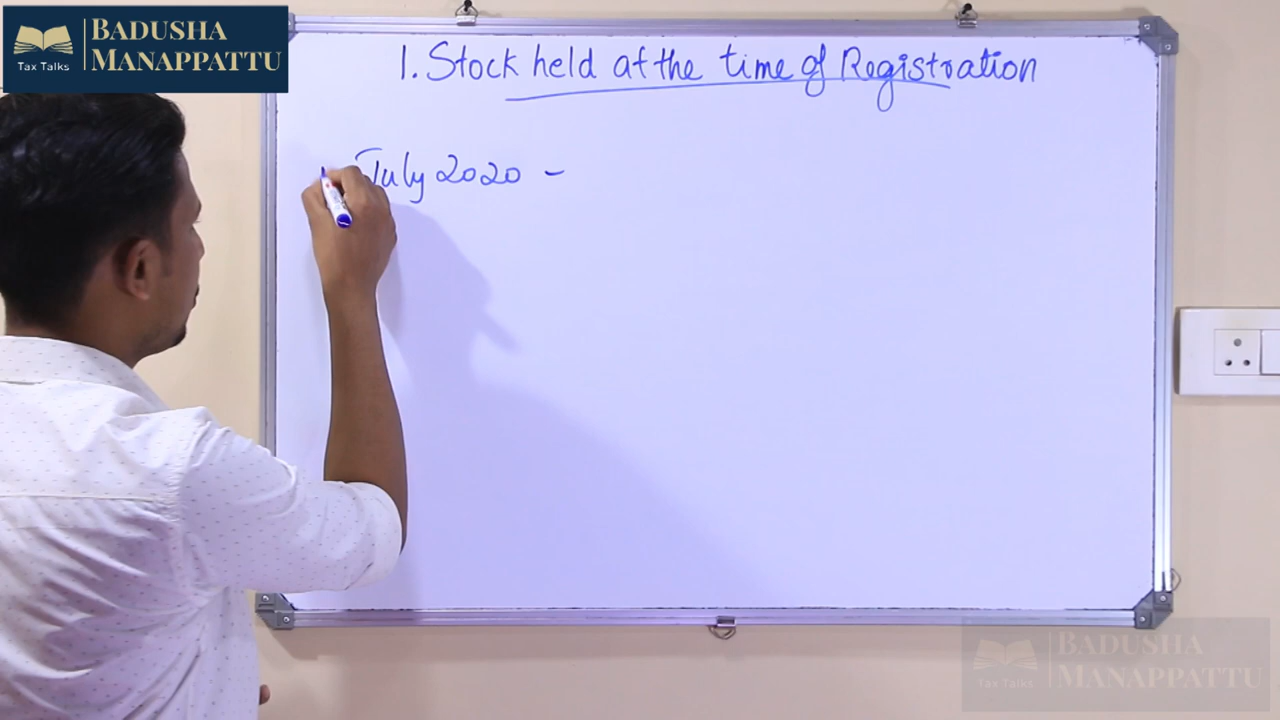 BADUSHA
MANAPPATTU
Tax Talks
1. Stock held at the time of Registration
July 2020 -
BADUSHA
MANAPPATTU
Tax Talks